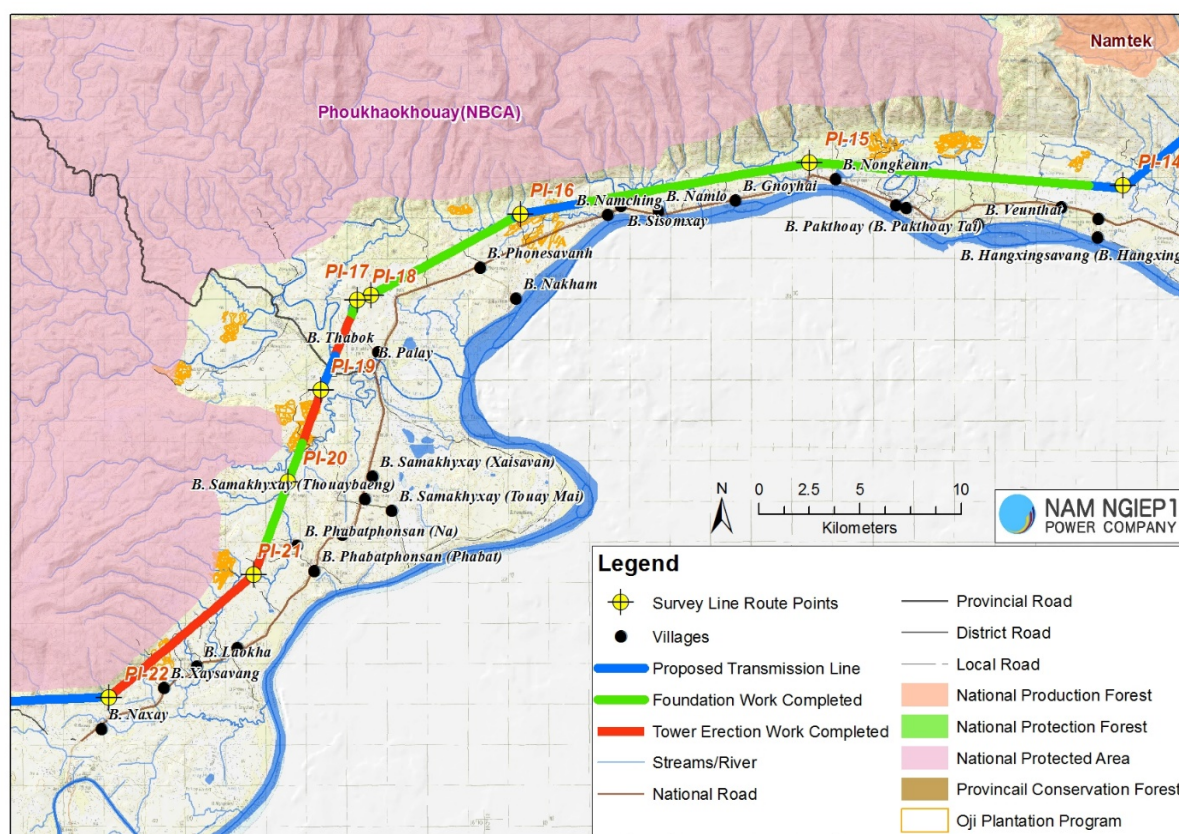 Namtek
Phoukhaokhouay(NBCA)
PI-15
PI-14
B. Nongkeun
PI-16
B. Gnoyhai
B. Namlo
B. Namching
B. Sisomxay
B. Veunthai
B. Pakthoay (B. Pakthoay Tai)
B. Hangxingsavang (B. Hangxing
B. Phonesavanh
PI-17
PI-18
B. Nakham
B. Thabok
B. Palay
PI-19
PI-20
B. Samakhyxay (Xaisavan)
B. Samakhyxay (Thouaybaeng)
B. Samakhyxay (Touay Mai)
B. Phabatphonsan (Na)
PI-21
B. Phabatphonsan (Phabat)
B. Laokha
PI-22
B. Xaysavang
B. Naxay
N
0 2.5 5 10
Kilometers
NAM NGIEP1
POWER COMPANY
Legend
Survey Line Route Points
Villages
Proposed Transmission Line
Foundation Work Completed
Tower Erection Work Completed
Streams/River
National Road
Provincial Road
District Road
Local Road
National Production Forest
National Protection Forest
National Protected Area
Provincail Conservation Forest
Oji Plantation Program